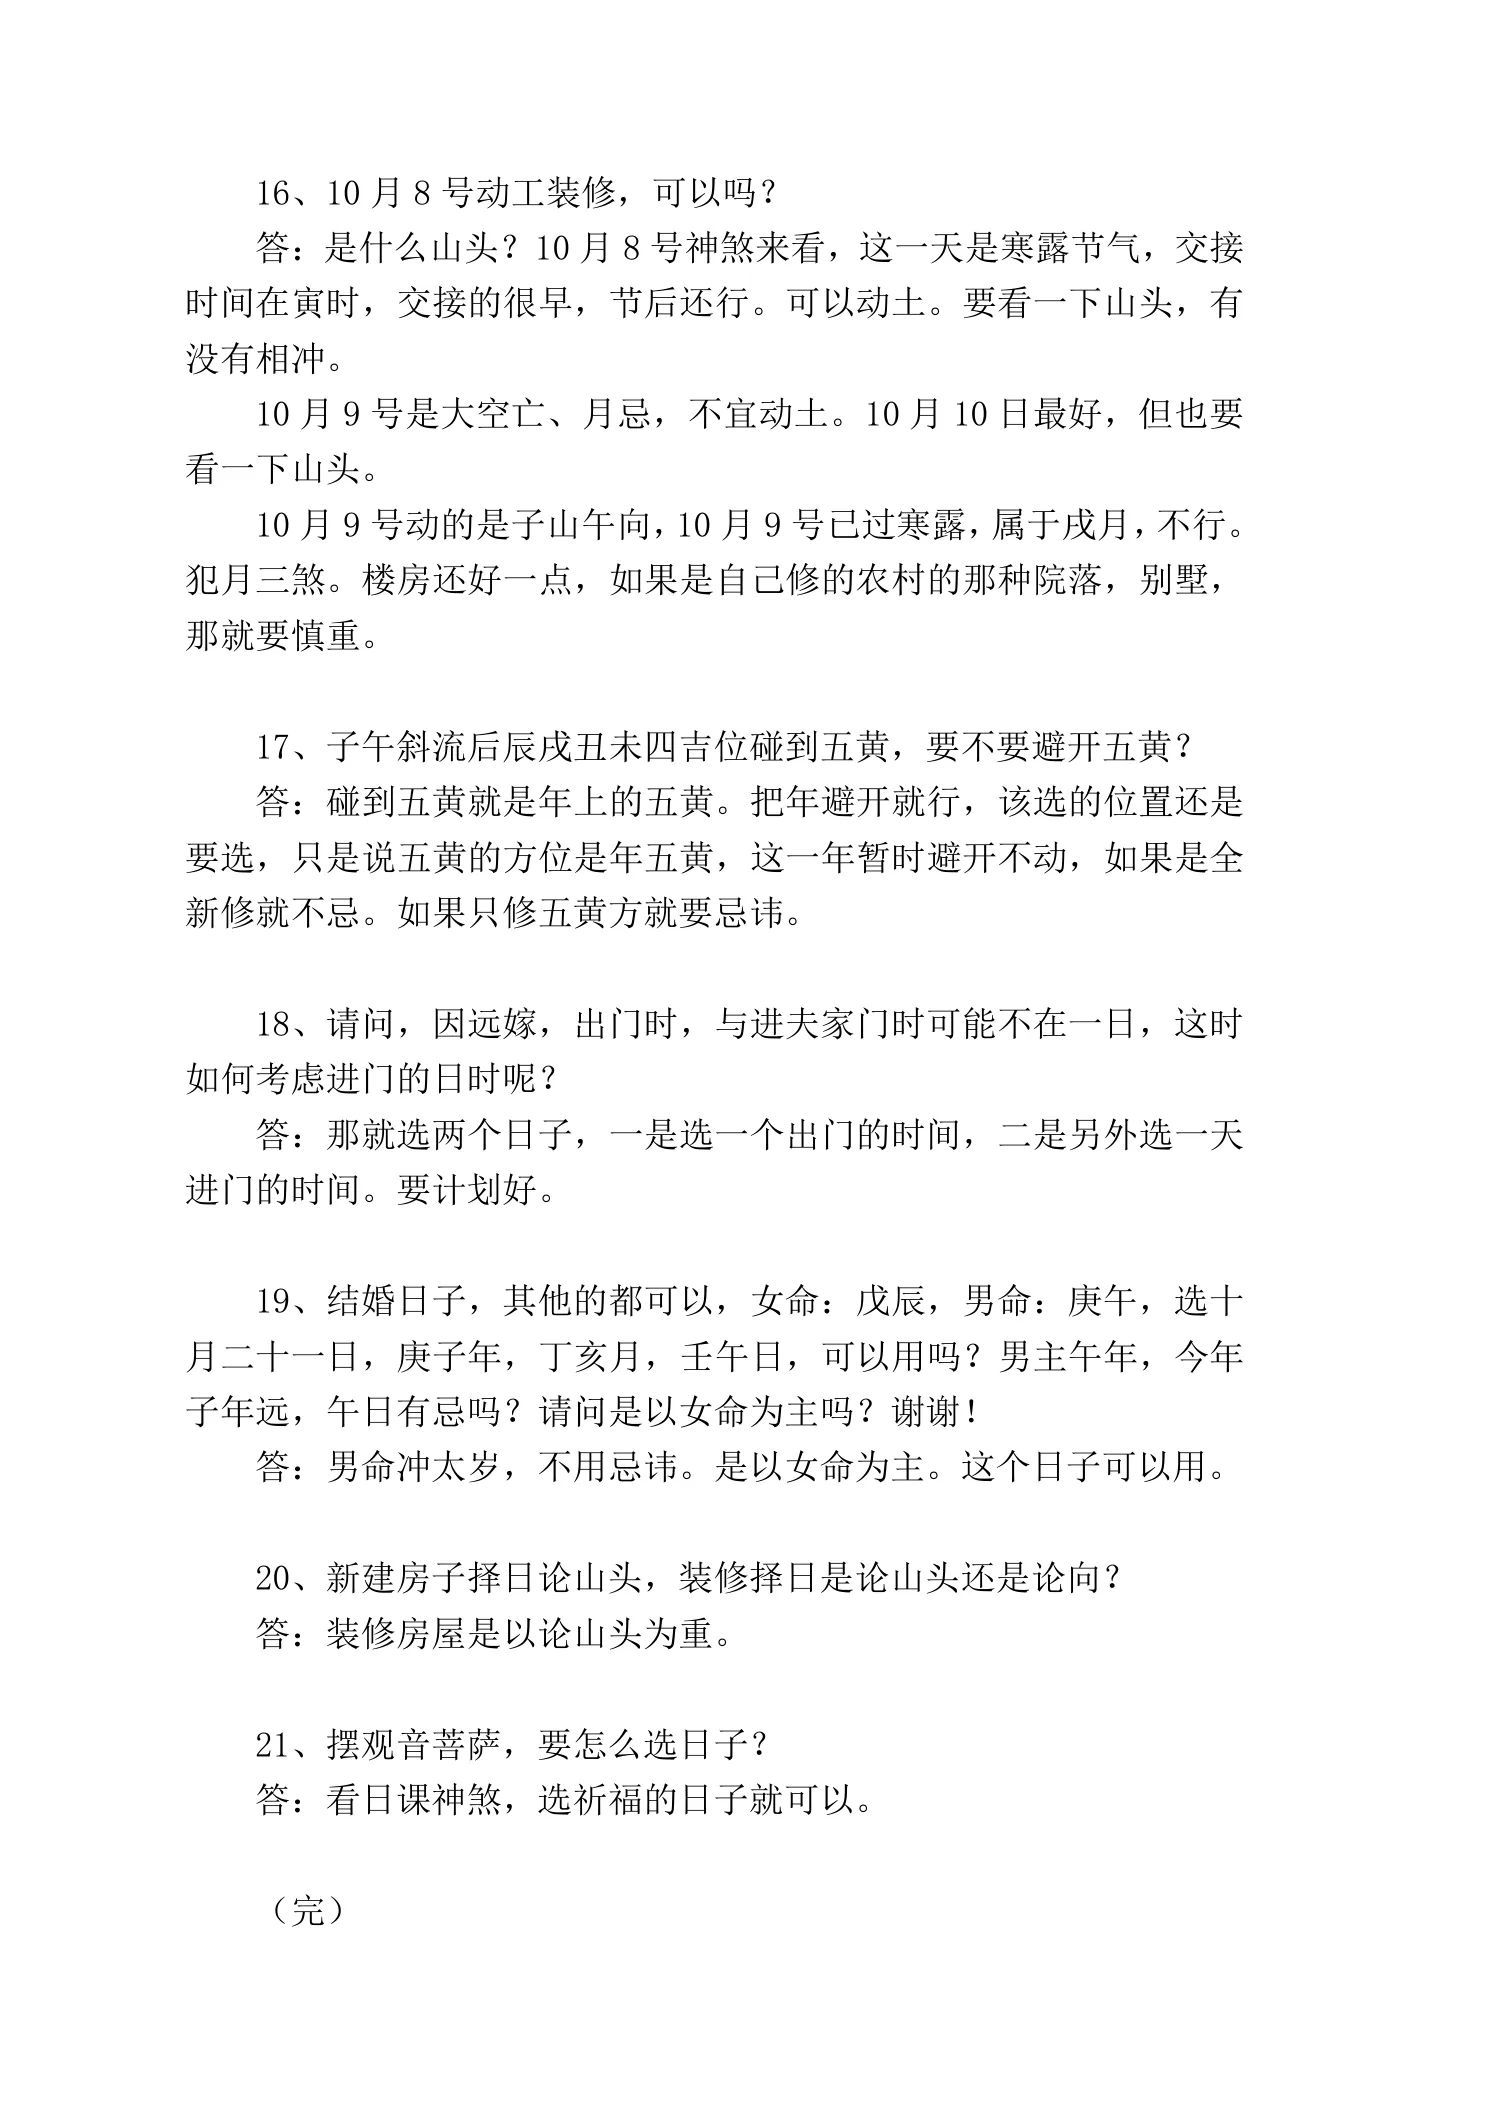 16、10 月 8 号动工装修，可以吗？
答：是什么山头？10 月 8 号神煞来看，这一天是寒露节气，交接
时间在寅时，交接的很早，节后还行。可以动土。要看一下山头，有
没有相冲。
10 月 9 号是大空亡、月忌，不宜动土。10 月 10 日最好，但也要
看一下山头。
10 月 9 号动的是子山午向，10 月 9 号已过寒露，属于戌月，不行。
犯月三煞。楼房还好一点，如果是自己修的农村的那种院落，别墅，
那就要慎重。
17、子午斜流后辰戌丑未四吉位碰到五黄，要不要避开五黄？
答：碰到五黄就是年上的五黄。把年避开就行，该选的位置还是
要选，只是说五黄的方位是年五黄，这一年暂时避开不动，如果是全
新修就不忌。如果只修五黄方就要忌讳。
18、请问，因远嫁，出门时，与进夫家门时可能不在一日，这时
如何考虑进门的日时呢？
答：那就选两个日子，一是选一个出门的时间，二是另外选一天
进门的时间。要计划好。
19、结婚日子，其他的都可以，女命：戊辰，男命：庚午，选十
月二十一日，庚子年，丁亥月，壬午日，可以用吗？男主午年，今年
子年远，午日有忌吗？请问是以女命为主吗？谢谢！
答：男命冲太岁，不用忌讳。是以女命为主。这个日子可以用。
20、新建房子择日论山头，装修择日是论山头还是论向？
答：装修房屋是以论山头为重。
21、摆观音菩萨，要怎么选日子？
答：看日课神煞，选祈福的日子就可以。
（完）